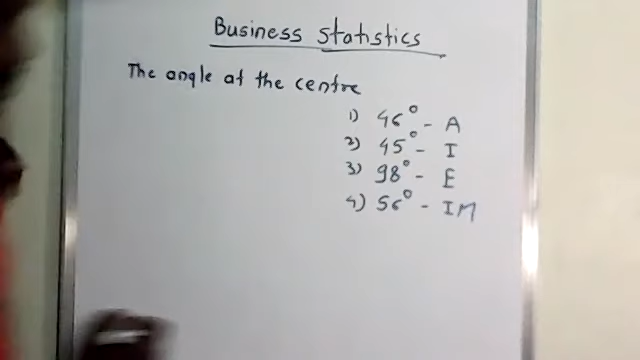 Business Statistics
The angle at the centre
1) 46° - A
2) 45° - I
3) 98° - E
4) 56° - IM